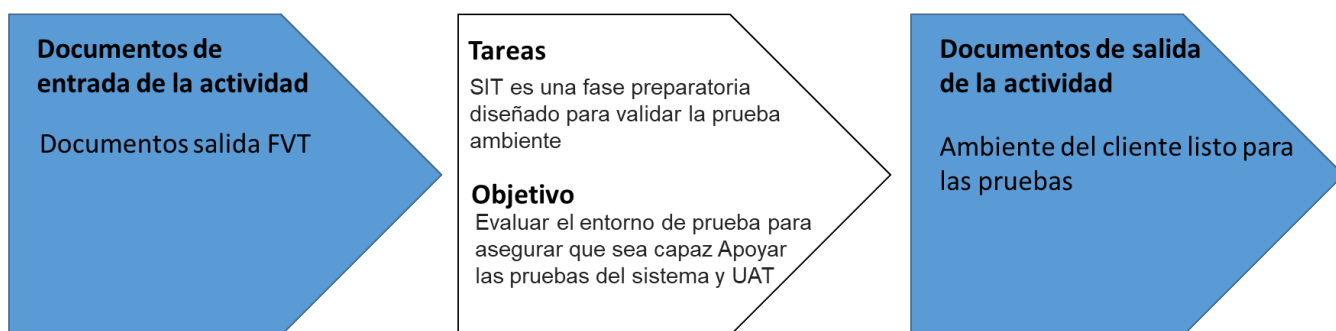 Documentos de
entrada de la actividad
Documentos salida FVT
Tareas
SIT es una fase preparatoria
diseñado para validar la prueba
ambiente
Objetivo
Evaluar el entorno de prueba para
asegurar que sea capaz Apoyar
las pruebas del sistema y UAT
Documentos de salida
de la actividad
Ambiente del cliente listo para
las pruebas